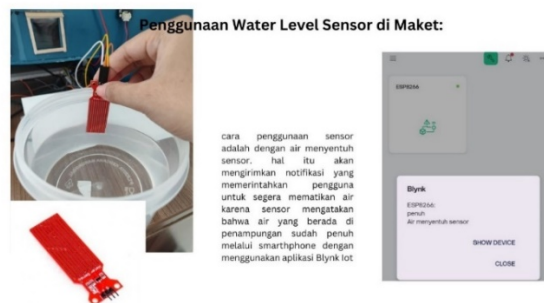 Penggunaan Water Level Sensor di Maket:
cara penggunaan sensor
adalah dengan air menyentuh
sensor. hal itu akan
mengirimkan notifikasi yang
memerintahkan pengguna
untuk segera mematikan air
karena sensor mengatakan
bahwa air yang berada di
penampungan sudah penuh
melalui smarthphone dengan
menggunakan aplikasi Blynk Iot
ESP8266
Blynk
ESP8266:
penuh
Air menyentuh sensor
SHOW DEVICE
CLOSE